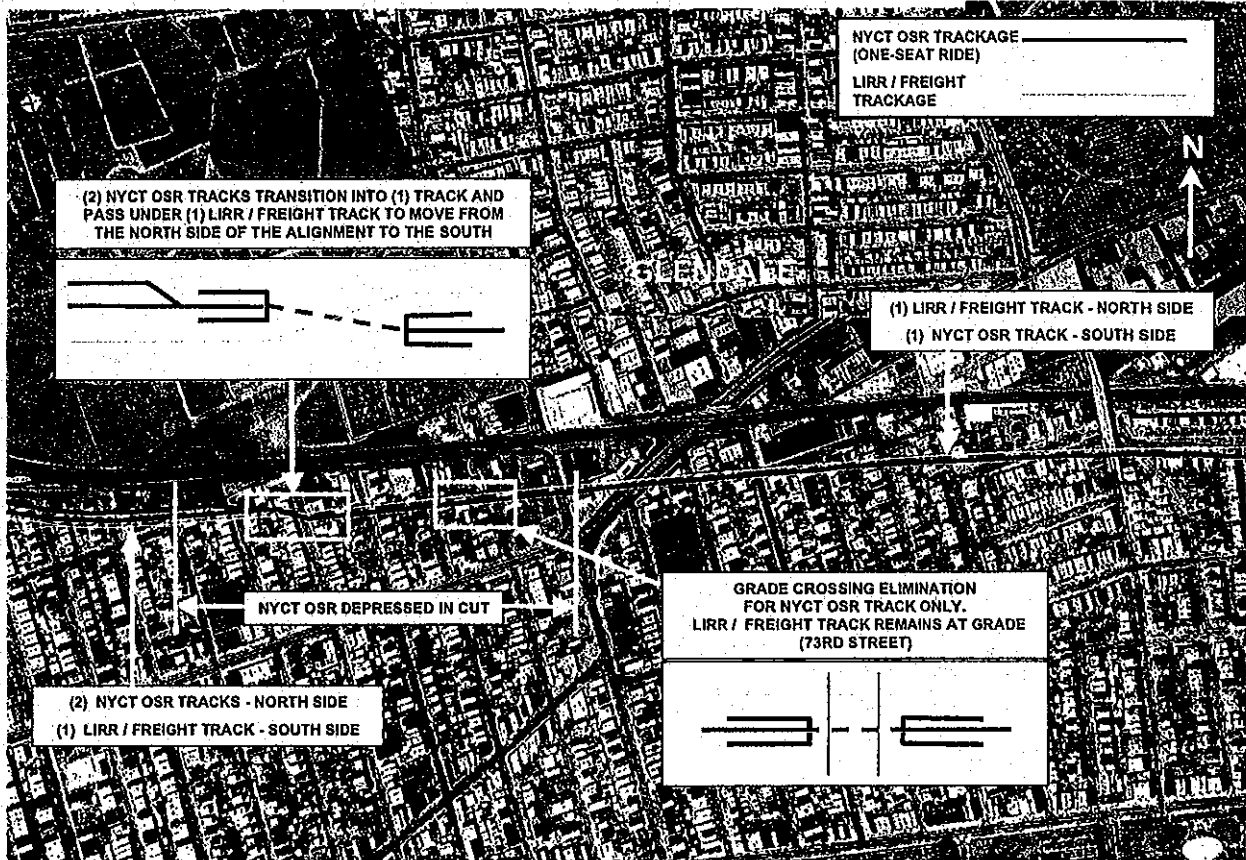 NYCT OSR TRACKAGE
(ONE-SEAT RIDE)
LIRR / FREIGHT
TRACKAGE
N
(2) NYCT OSR TRACKS TRANSITION INTO (1) TRACK AND
PASS UNDER (1) LIRR / FREIGHT TRACK TO MOVE FROM
THE NORTH SIDE OF THE ALIGNMENT TO THE SOUTH
GLENDALE
(1) LIRR / FREIGHT TRACK - NORTH SIDE
(1) NYCT OSR TRACK - SOUTH SIDE
NYCT OSR DEPRESSED IN CUT
GRADE CROSSING ELIMINATION
FOR NYCT OSR TRACK ONLY.
LIRR / FREIGHT TRACK REMAINS AT GRADE
(73RD STREET)
(2) NYCT OSR TRACKS - NORTH SIDE
(1) LIRR / FREIGHT TRACK - SOUTH SIDE